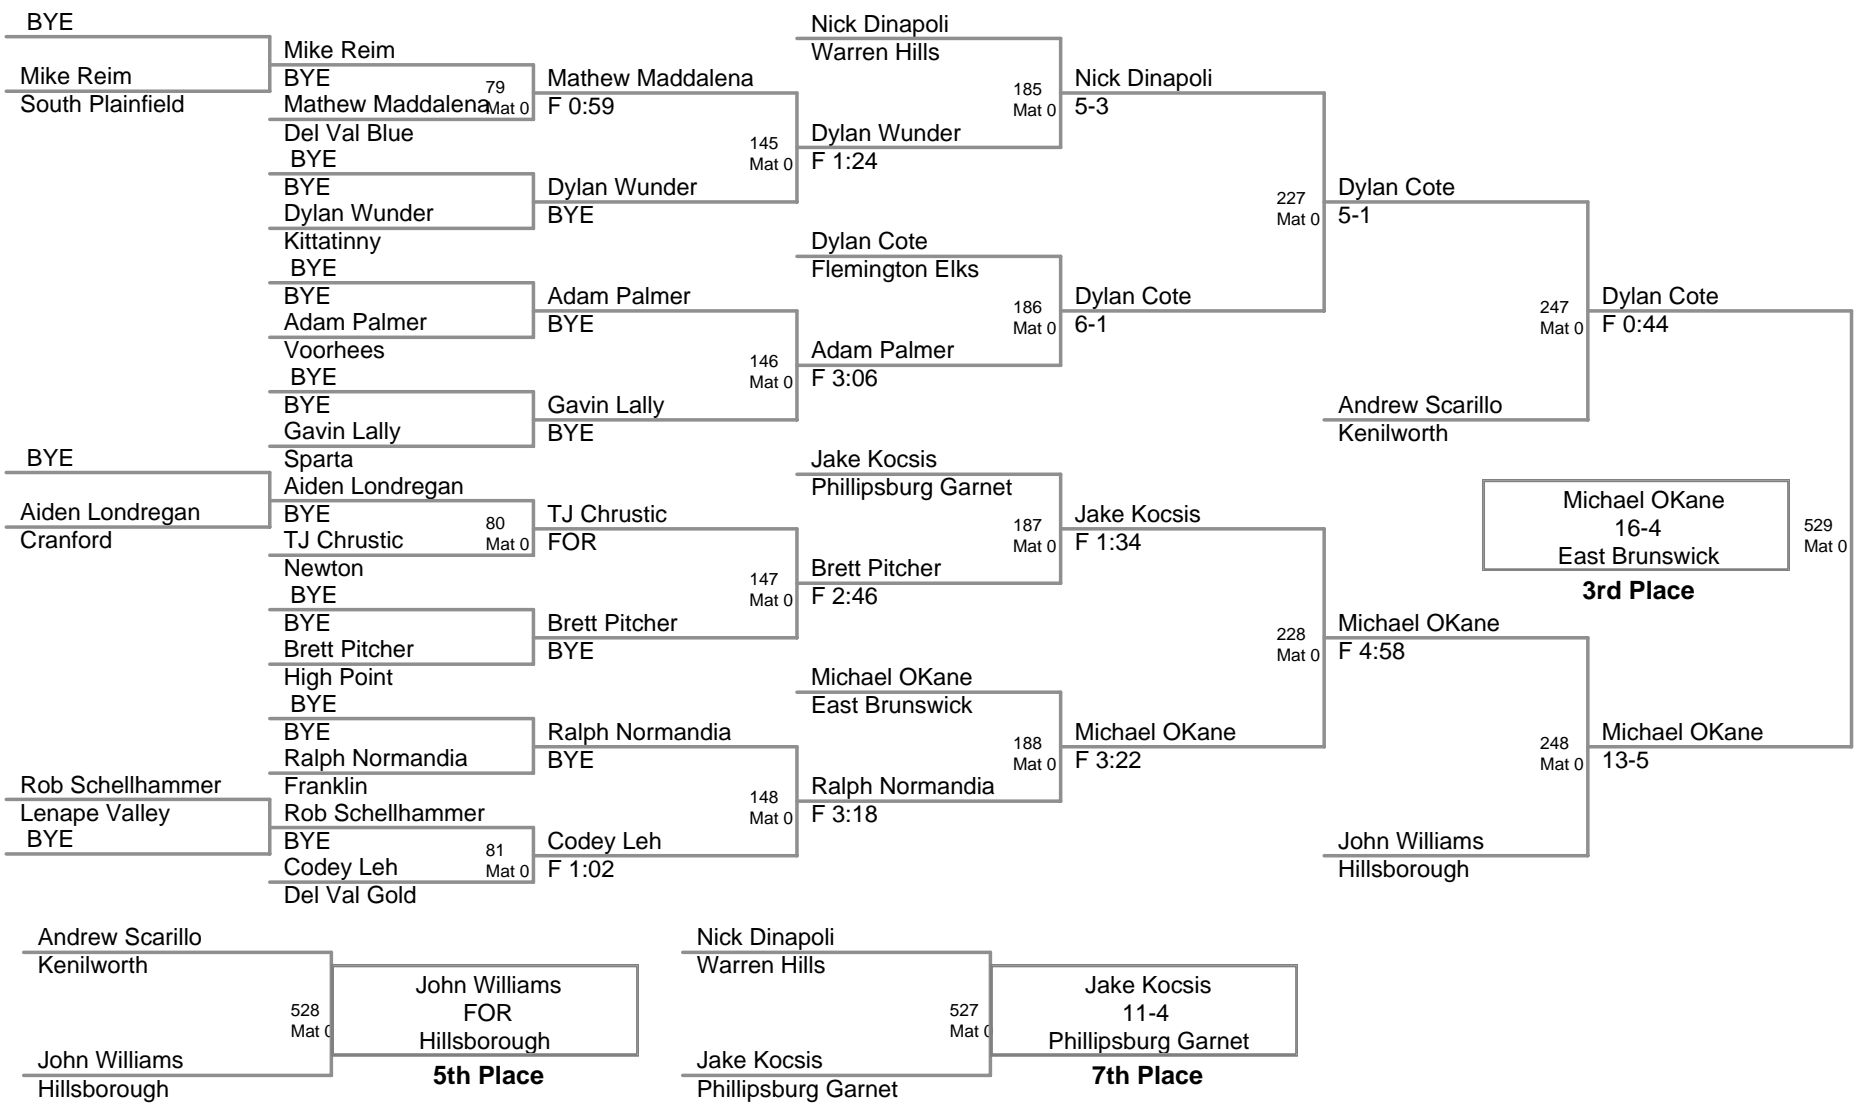 BYE
Mike Reim
South Plainfield
BYE
Aiden Londregan
Cranford
Rob Schellhammer
Lenape Valley
BYE
Mike Reim
BYE
Mathew Maddalena
Del Val Blue
79
Mat 0
BYE
BYE
Dylan Wunder
Kittatinny
BYE
BYE
Adam Palmer
Voorhees
BYE
BYE
Gavin Lally
Sparta
Aiden Londregan
BYE
TJ Chrustic
Newton
80
Mat 0
BYE
BYE
Brett Pitcher
High Point
BYE
BYE
Ralph Normandia
Franklin
Rob Schellhammer
BYE
Codey Leh
Del Val Gold
81
Mat 0
Mathew Maddalena
F 0:59
145
Mat 0
Dylan Wunder
BYE
Adam Palmer
BYE
146
Mat 0
Gavin Lally
BYE
TJ Chrustic
FOR
147
Mat 0
Brett Pitcher
BYE
Ralph Normandia
BYE
148
Mat 0
Codey Leh
F 1:02
Nick Dinapoli
Warren Hills
185
Mat 0
Dylan Wunder
F 1:24
Dylan Cote
Flemington Elks
186
Mat 0
Adam Palmer
F 3:06
Jake Kocsis
Phillipsburg Garnet
187
Mat 0
Brett Pitcher
F 2:46
Michael OKane
East Brunswick
188
Mat 0
Ralph Normandia
F 3:18
Nick Dinapoli
5-3
227
Mat 0
Dylan Cote
6-1
Jake Kocsis
F 1:34
228
Mat 0
Michael OKane
F 3:22
Dylan Cote
5-1
247
Mat 0
Andrew Scarillo
Kenilworth
Michael OKane
F 4:58
248
Mat 0
John Williams
Hillsborough
Dylan Cote
F 0:44
Michael OKane
16-4
East Brunswick
3rd Place
529
Mat 0
Michael OKane
13-5
Andrew Scarillo
Kenilworth
528
Mat 0
John Williams
Hillsborough
John Williams
FOR
Hillsborough
5th Place
Nick Dinapoli
Warren Hills
527
Mat 0
Jake Kocsis
Phillipsburg Garnet
Jake Kocsis
11-4
Phillipsburg Garnet
7th Place